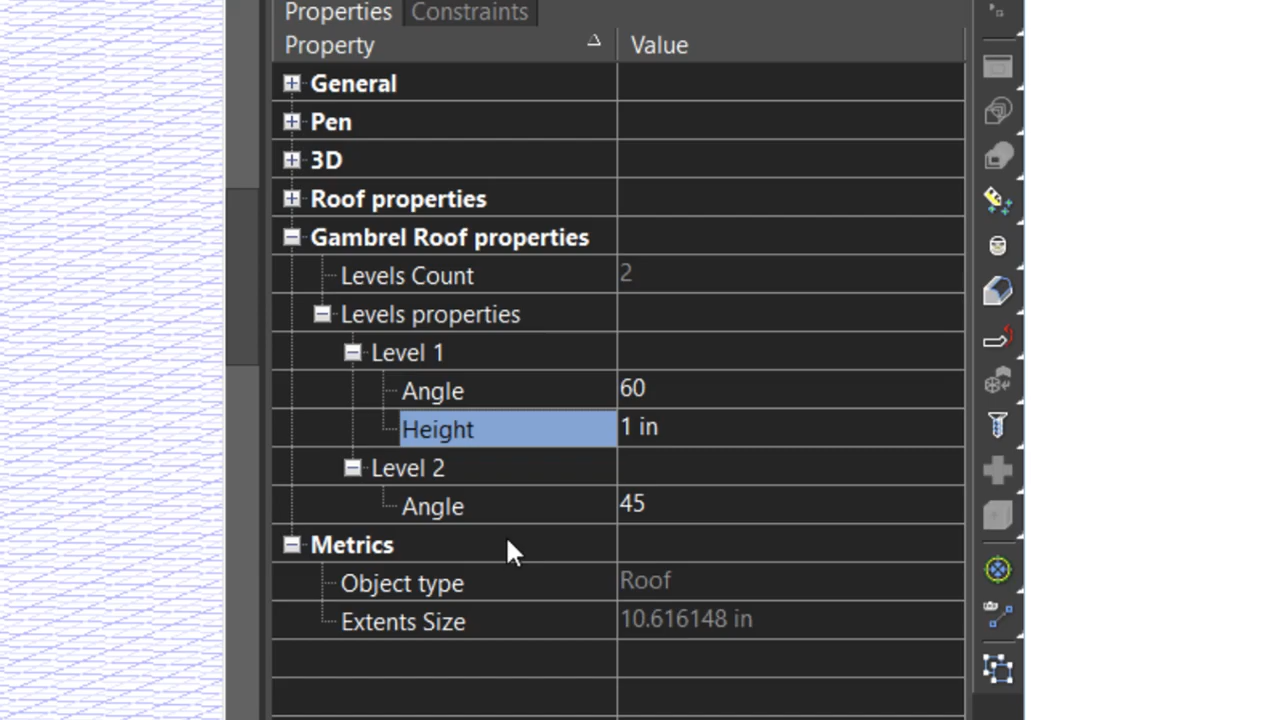 Properties Constraints
Property Value
General
Pen
3D
Roof properties
Gambrel Roof properties
Levels Count 2
Levels properties
Level 1
Angle 60
Height 1 in
Level 2
Angle 45
Metrics
Object type Roof
Extents Size 10.616148 in